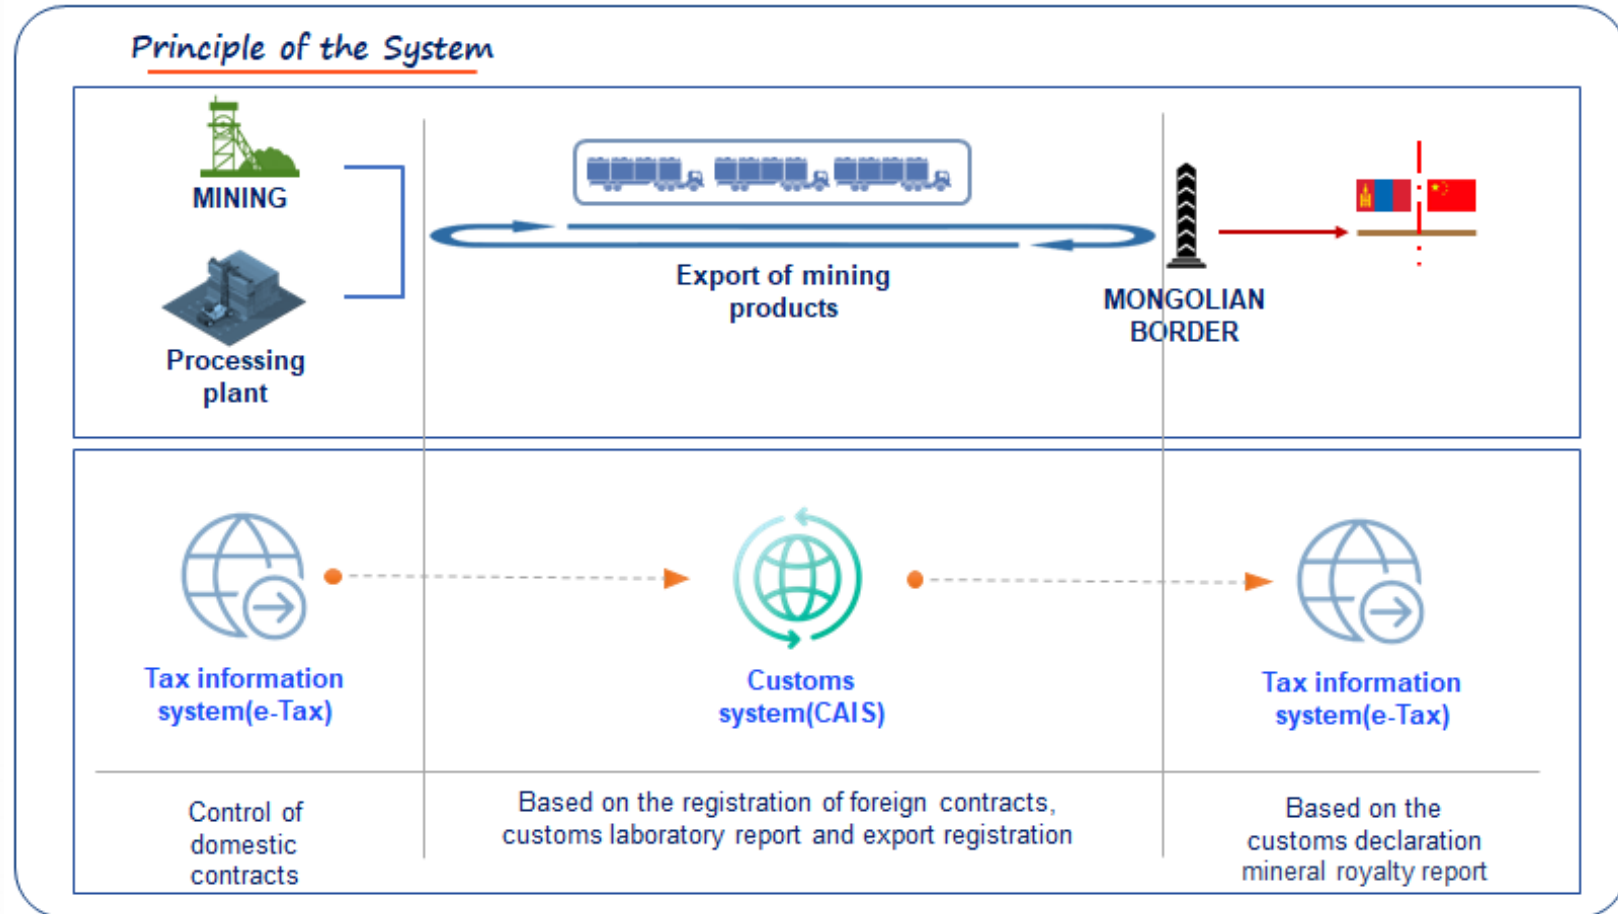 Principle of the System
MINING
Processing
plant
Export of mining
products
MONGOLIAN
BORDER
Tax information
system(e-Tax)
Customs
system(CAIS)
Tax information
system(e-Tax)
Control of
domestic
contracts
Based on the registration of foreign contracts,
customs laboratory report and export registration
Based on the
customs declaration
mineral royalty report